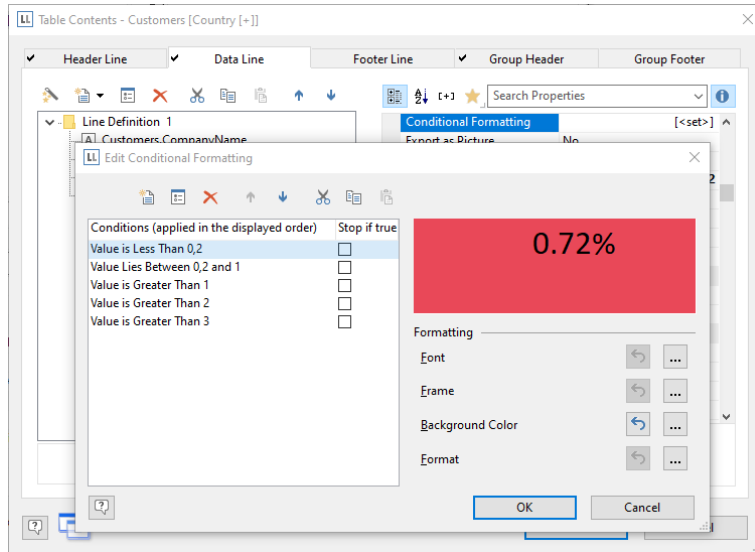 LL Table Contents - Customers [Country [+]]
Header Line Data Line Footer Line Group Header Group Footer
Search Properties
Line Definition 1
Conditional Formatting [<set>]
A Customers.CompanyName
Export as Picture No
LL Edit Conditional Formatting
2
Conditions (applied in the displayed order) Stop if true
Value is Less Than 0,2
Value Lies Between 0,2 and 1
Value is Greater Than 1
Value is Greater Than 2
Value is Greater Than 3
0.72%
Formatting
Font ...
Frame ...
Background Color ...
Format ...
OK Cancel